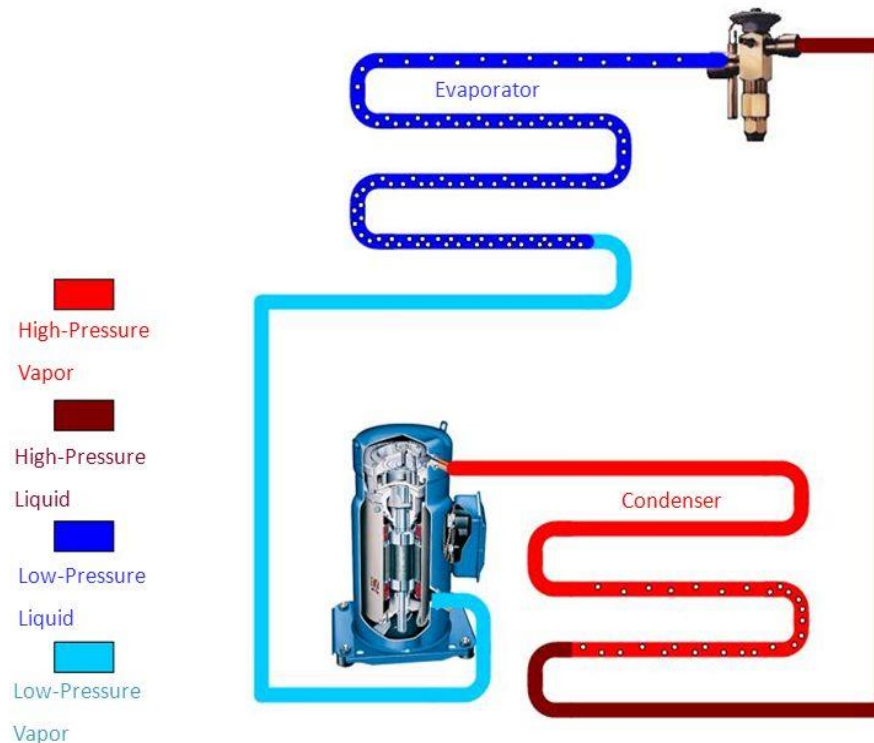 Evaporator
High-Pressure
Vapor
High-Pressure
Liquid
Condenser
Low-Pressure
Liquid
Low-Pressure
Vapor